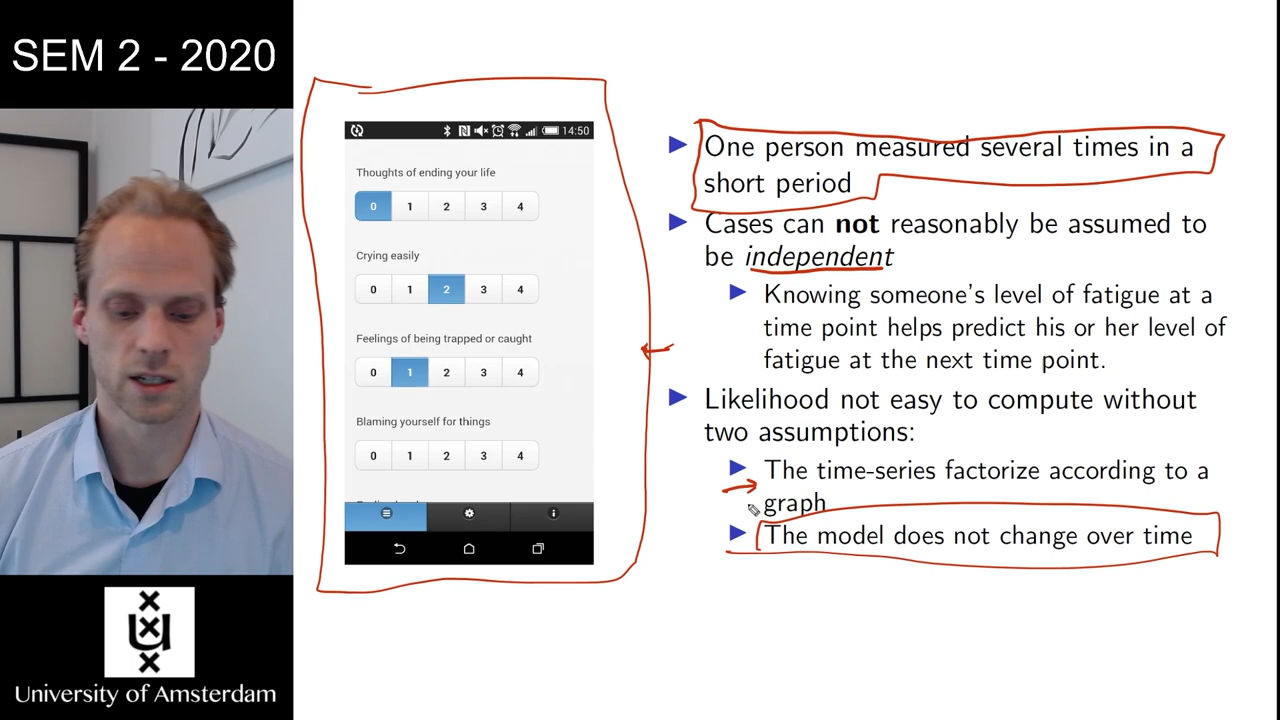 SEM 2 - 2020
14:50
Thoughts of ending your life
0 1 2 3 4
Crying easily
0 1 2 3 4
Feelings of being trapped or caught
0 1 2 3 4
Blaming yourself for things
0 1 2 3 4
One person measured several times in a
short period
Cases can not reasonably be assumed to
be independent
Knowing someone's level of fatigue at a
time point helps predict his or her level of
fatigue at the next time point.
Likelihood not easy to compute without
two assumptions:
The time-series factorize according to a
graph
The model does not change over time
X
X
U
X
University of Amsterdam